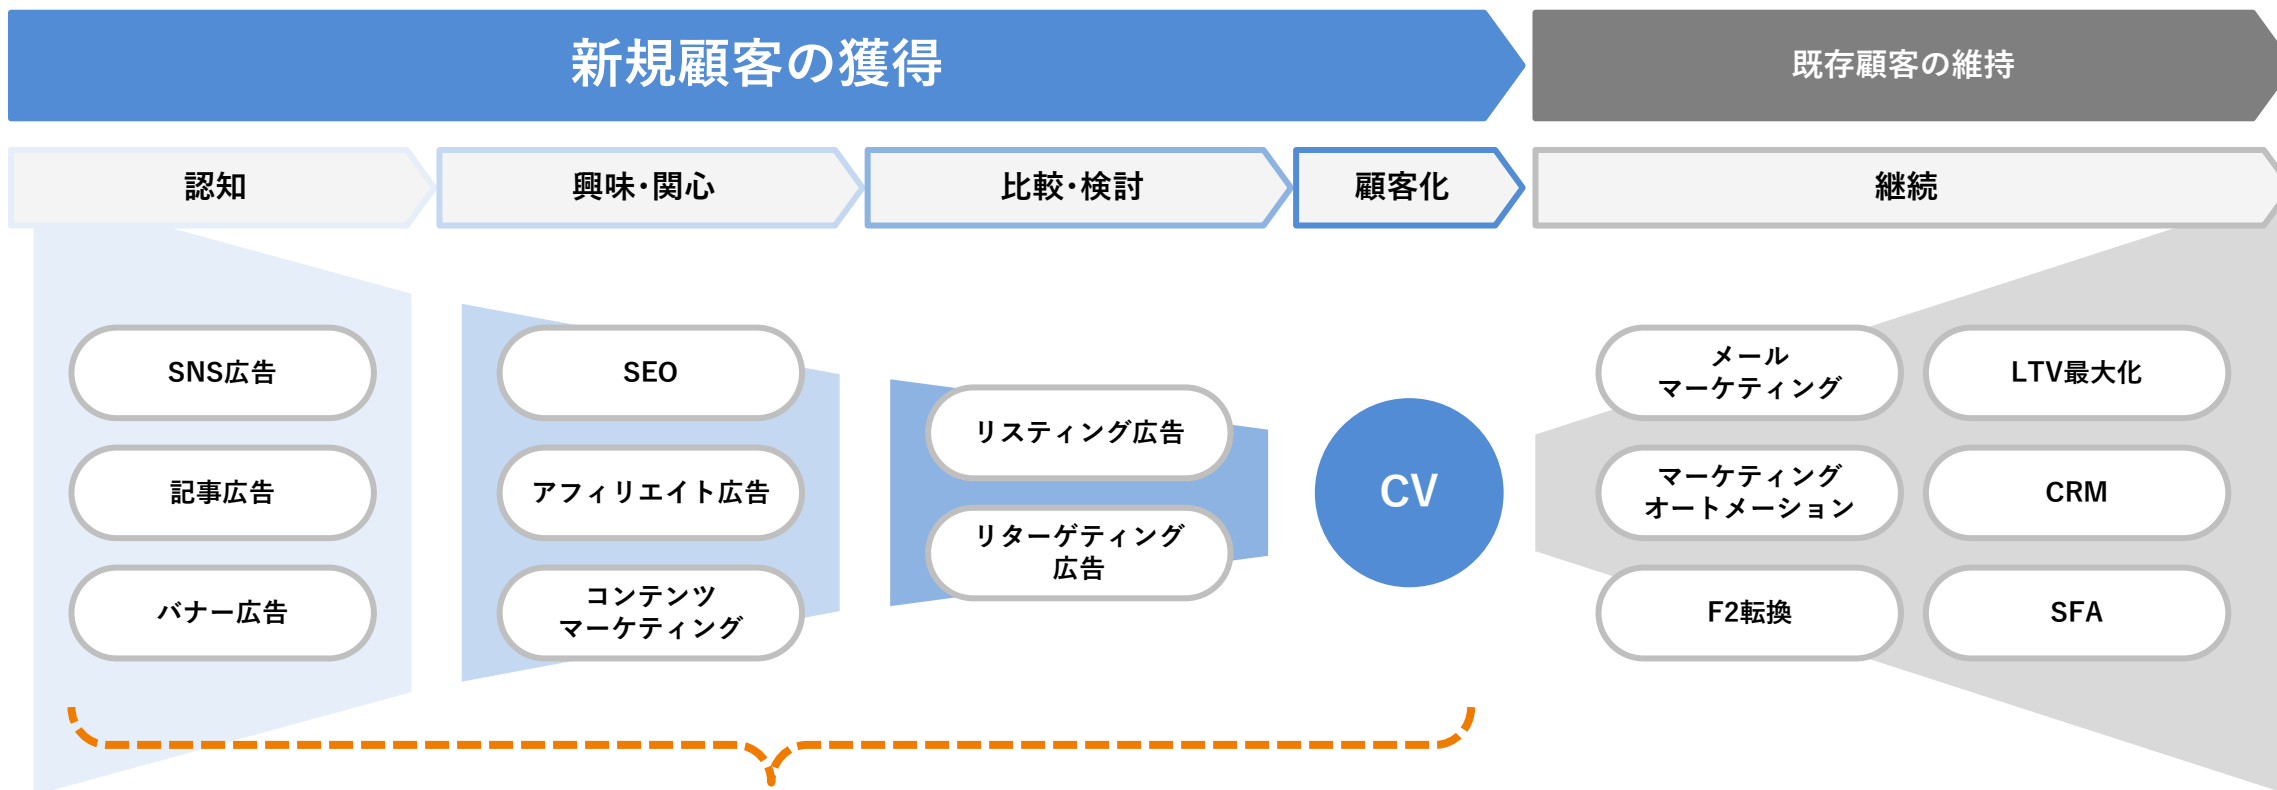 新規顧客の獲得
既存顧客の維持
認知
興味・関心
比較・検討
顧客化
継続
SNS広告
記事広告
バナー広告
SEO
アフィリエイト広告
コンテンツ
マーケティング
リスティング広告
リターゲティング
広告
CV
メール
マーケティング
マーケティング
オートメーション
F2転換
LTV最大化
CRM
SFA